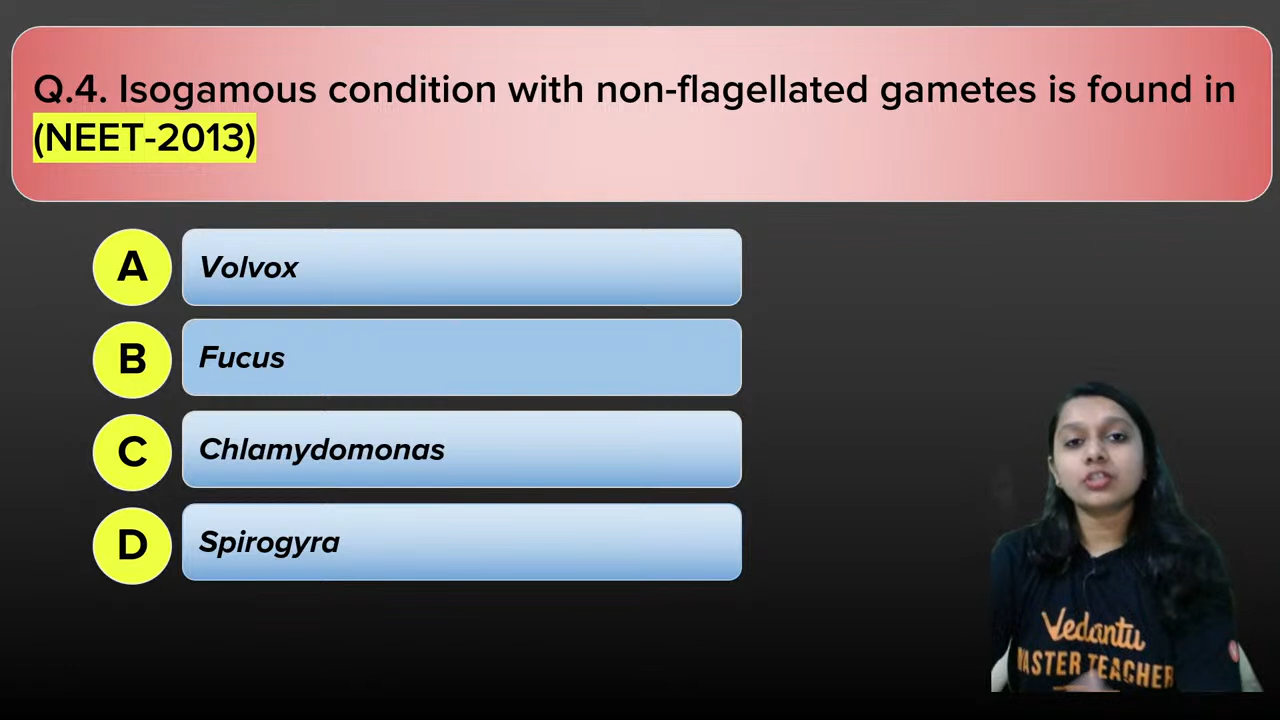 Q.4. Isogamous condition with non-flagellated gametes is found in
(NEET-2013)
A
Volvox
B
Fucus
C
Chlamydomonas
D
Spirogyra
Vedantu
MASTER TEACHER